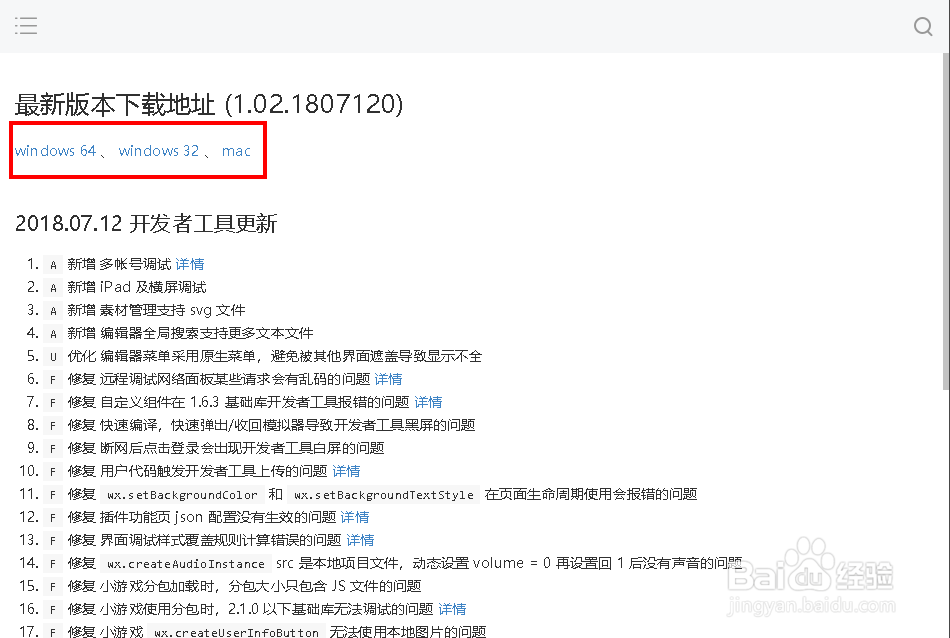 最新版本下载地址 (1.02.1807120)
windows 64 、 windows 32 、 mac
2018.07.12 开发者工具更新
1. A 新增 多帐号调试 详情
2. A 新增 iPad 及横屏调试
3. A 新增 素材管理支持 svg 文件
4. A 新增 编辑器全局搜索支持更多文本文件
5. U 优化 编辑器菜单采用原生菜单，避免被其他界面遮盖导致显示不全
6. F 修复 远程调试网络面板某些请求会有乱码的问题 详情
7. F 修复 自定义组件在 1.6.3 基础库开发者工具报错的问题 详情
8. F 修复 快速编译，快速弹出/收回模拟器导致开发者工具黑屏的问题
9. F 修复 断网后点击登录会出现开发者工具白屏的问题
10. F 修复 用户代码触发开发者工具上传的问题 详情
11. F 修复 wx.setBackgroundColor 和 wx.setBackgroundTextStyle 在页面生命周期使用会报错的问题
12. F 修复 插件功能页 json 配置没有生效的问题 详情
13. F 修复 界面调试样式覆盖规则计算错误的问题 详情
14. F 修复 wx.createAudioInstance src 是本地项目文件，动态设置 volume = 0 再设置回 1 后没有声音的问题
15. F 修复 小游戏分包加载时，分包大小只包含 JS 文件的问题
16. F 修复 小游戏使用分包时，2.1.0 以下基础库无法调试的问题 详情
17. F 修复 小游戏 wx.createUserInfoButton 无法使用本地图片的问题
Baidu 经验
jingyan.baidu.com